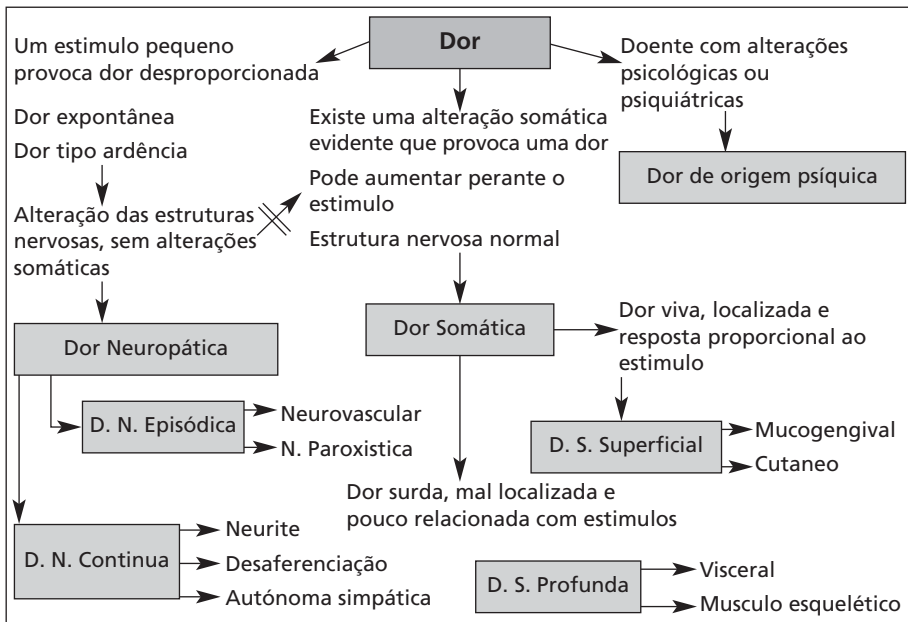 Dor
Um estimulo pequeno
provoca dor desproporcionada
Dor expontânea
Dor tipo ardência
Alteração das estruturas
nervosas, sem alterações
somáticas
Dor Neuropática
D. N. Episódica
Neurovascular
N. Paroxistica
D. N. Continua
Neurite
Desaferenciação
Autónoma simpática
Existe uma alteração somática
evidente que provoca uma dor
Pode aumentar perante o
estimulo
Estrutura nervosa normal
Dor Somática
Dor viva, localizada e
resposta proporcional ao
estimulo
D. S. Superficial
Mucogengival
Cutaneo
Dor surda, mal localizada e
pouco relacionada com estimulos
D. S. Profunda
Visceral
Musculo esquelético
Doente com alterações
psicológicas ou
psiquiátricas
Dor de origem psíquica